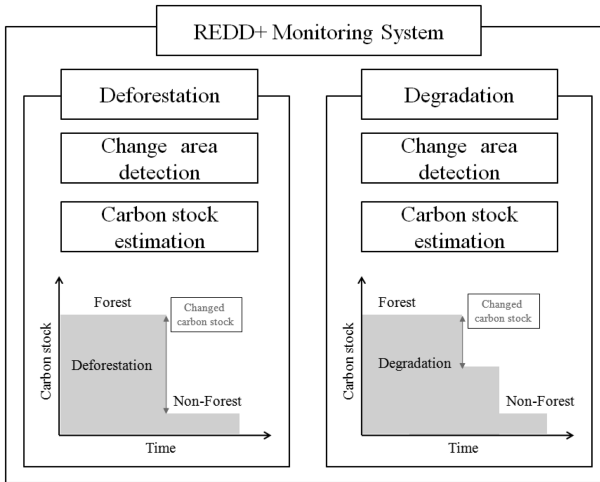 REDD+ Monitoring System
Deforestation
Change area
detection
Carbon stock
estimation
Forest
Changed
carbon stock
Deforestation
Non-Forest
Carbon stock
Time
Degradation
Change area
detection
Carbon stock
estimation
Forest
Changed
carbon stock
Degradation
Non-Forest
Carbon stock
Time